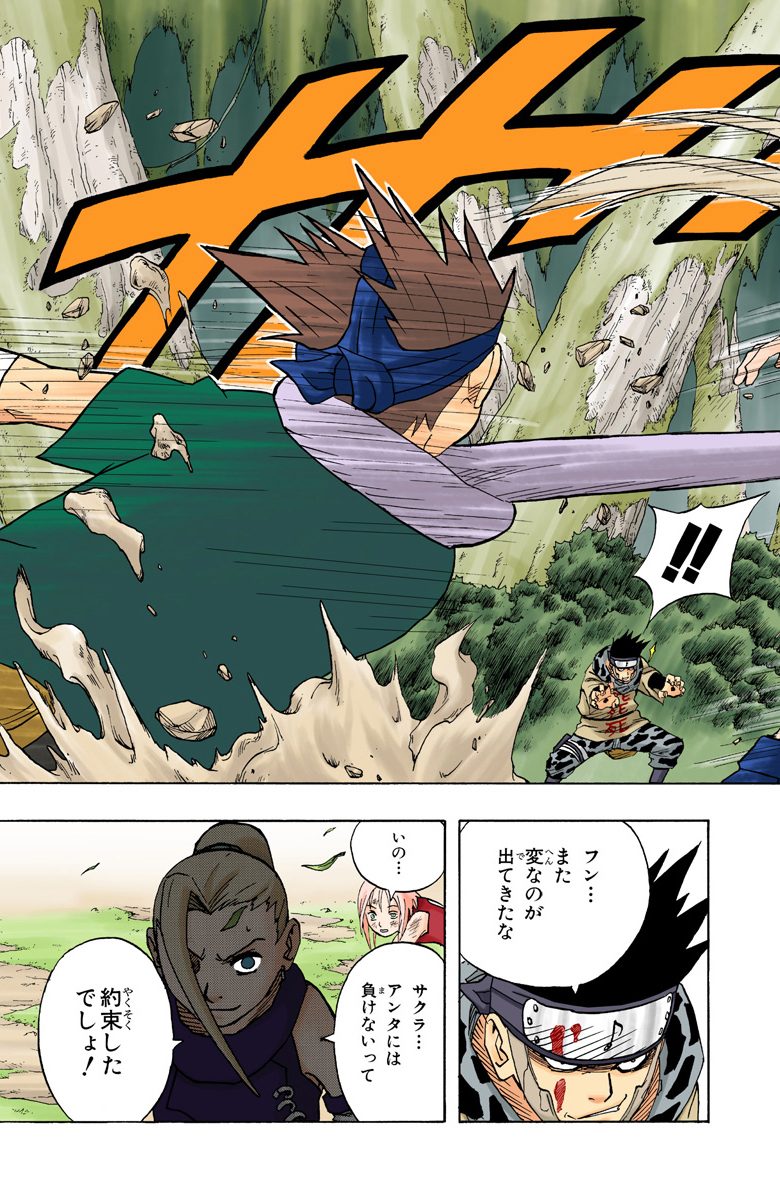 !!
フン…
また
変なのが
出てきたな
いの…
サクラ…
アンタには
負けないって
約束した
でしょ!